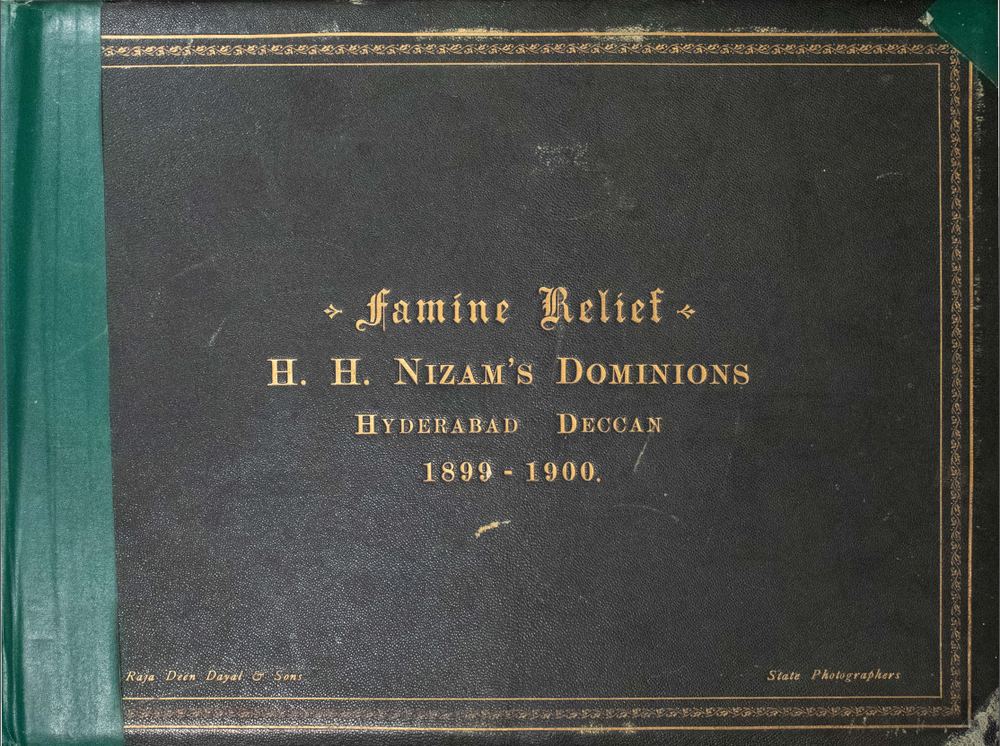 Famine Relief
H. H. NIZAM'S DOMINIONS
HYDERABAD DECCAN
1899 - 1900.
Raja Deen Dayal & Sons
State Photographers